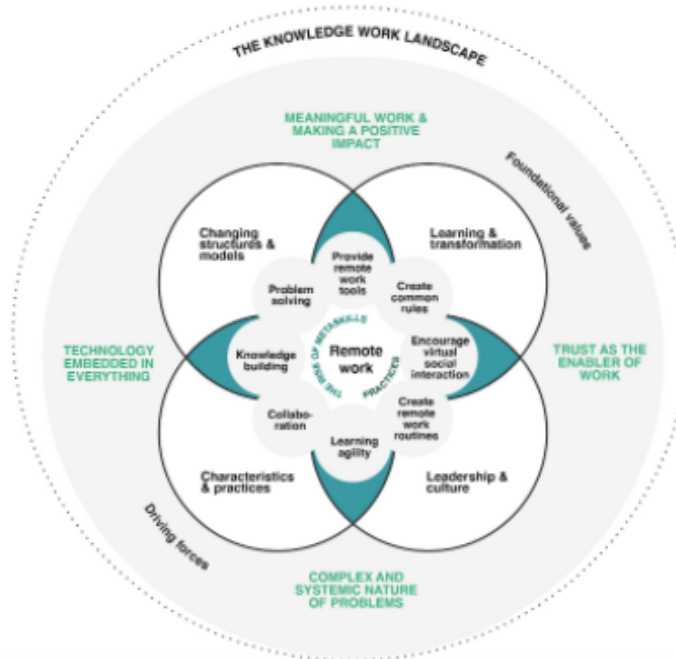 THE KNOWLEDGE WORK LANDSCAPE
MEANINGFUL WORK &
MAKING A POSITIVE
IMPACT
Foundational values
Changing
structures &
models
Learning &
transformation
Provide
remote
work
tools
Problem
solving
Create
common
rules
TECHNOLOGY
EMBEDDED IN
EVERYTHING
Knowledge
building
THE RISE OF METASKILLS
Remote
work
PRACTICES
Encourage
virtual
social
interaction
TRUST AS THE
ENABLER OF
WORK
Collabo-
ration
Learning
agility
Create
remote
work
routines
Characteristics
& practices
Leadership &
culture
Driving forces
COMPLEX AND
SYSTEMIC NATURE
OF PROBLEMS